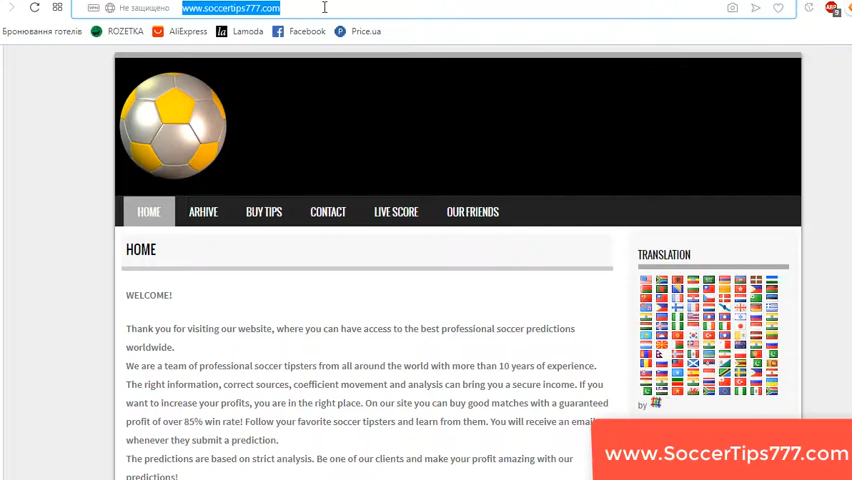 Не защищено www.soccertips777.com
Бронювання готелів ROZETKA AliExpress la Lamoda Facebook P Price.ua
HOME ARHIVE BUY TIPS CONTACT LIVE SCORE OUR FRIENDS
HOME
WELCOME!
Thank you for visiting our website, where you can have access to the best professional soccer predictions
worldwide.
We are a team of professional soccer tipsters from all around the world with more than 10 years of experience.
The right information, correct sources, coefficient movement and analysis can bring you a secure income. If you
want to increase your profits, you are in the right place. On our site you can buy good matches with a guaranteed
profit of over 85% win rate! Follow your favorite soccer tipsters and learn from them. You will receive an email
whenever they submit a prediction.
The predictions are based on strict analysis. Be one of our clients and make your profit amazing with our
predictions!
TRANSLATION
by
www.SoccerTips777.com